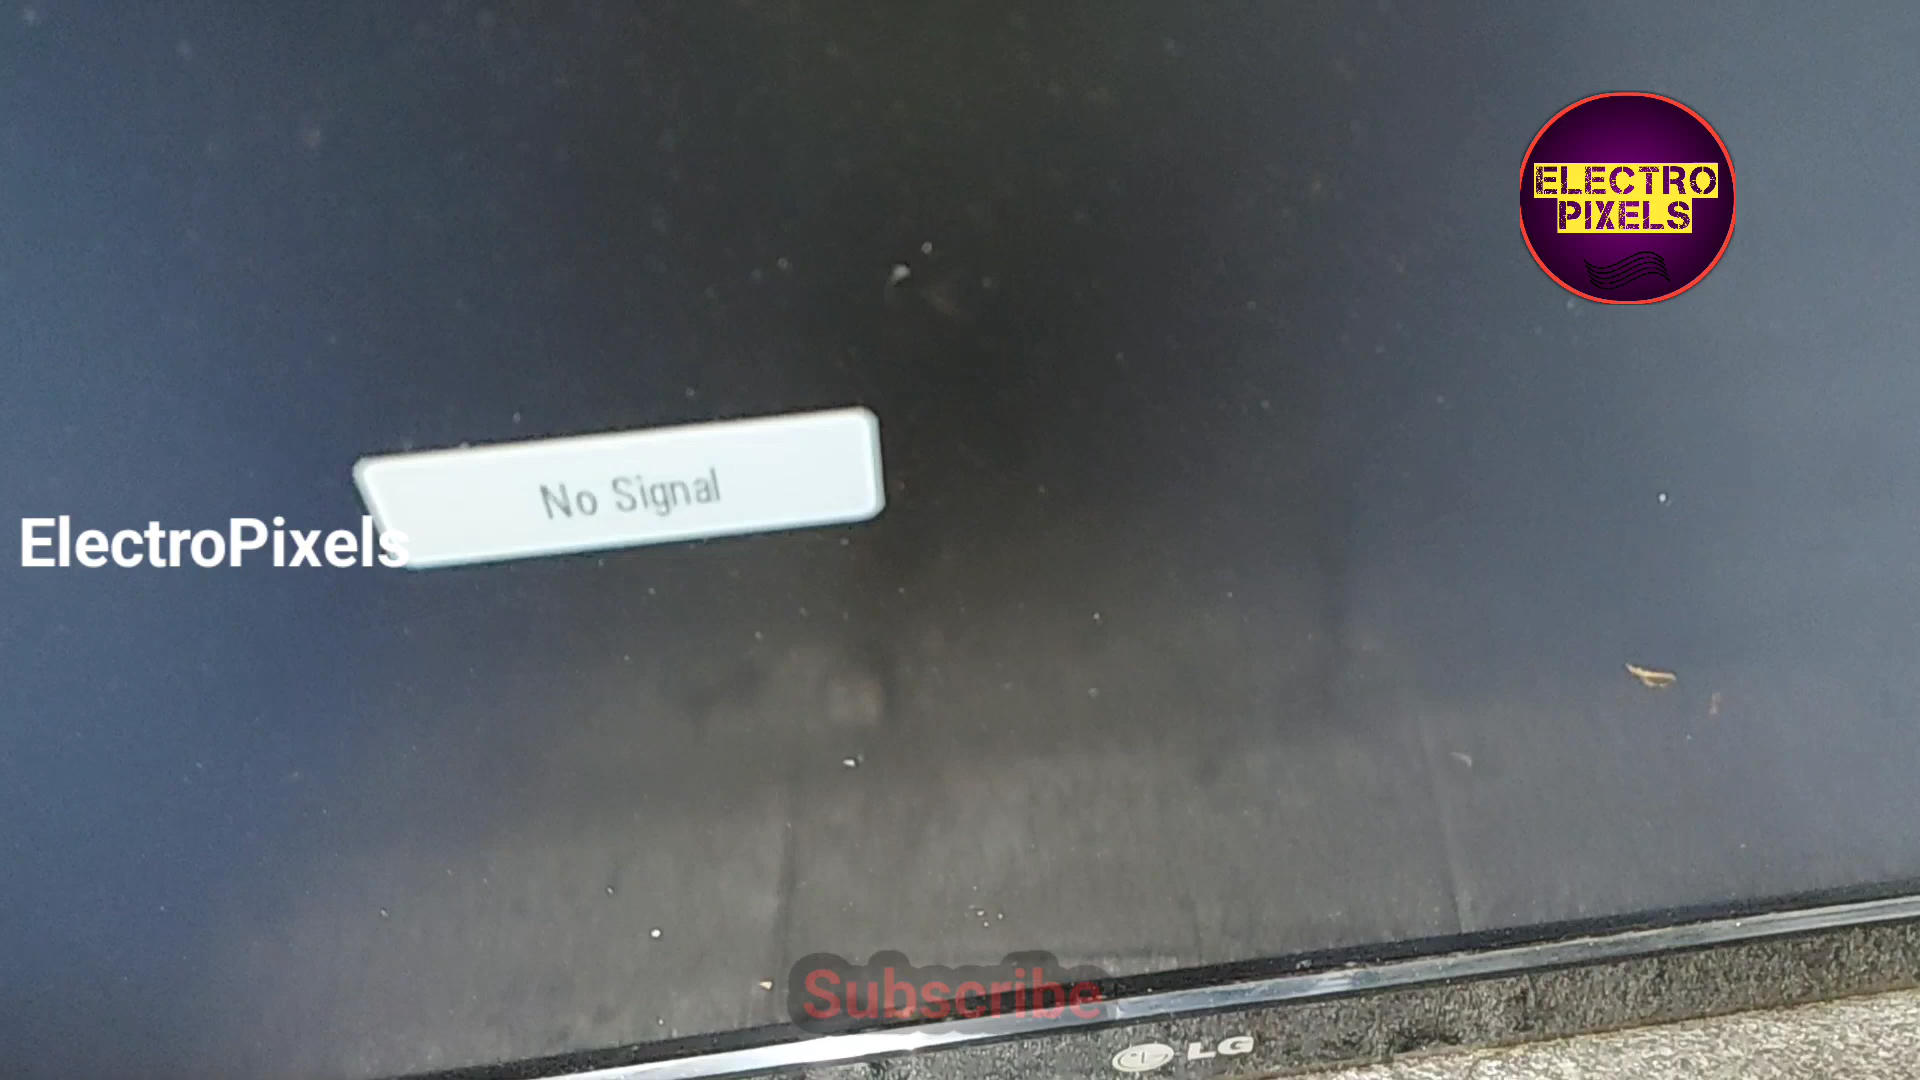 ELECTRO
PIXELS
No Signal
ElectroPixels
Subscribe
LG